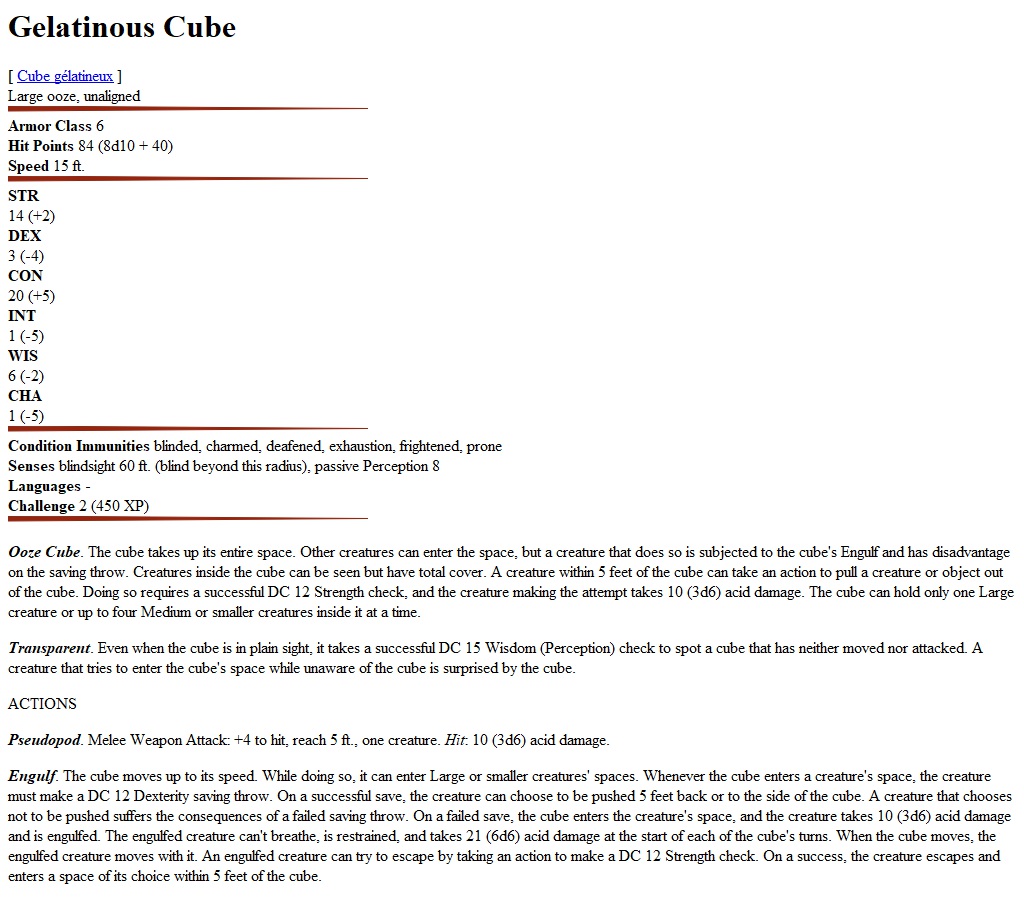 Gelatinous Cube
[ Cube gélatineux ]
Large ooze, unaligned
Armor Class 6
Hit Points 84 (8d10 + 40)
Speed 15 ft.
STR
14 (+2)
DEX
3 (-4)
CON
20 (+5)
INT
1 (-5)
WIS
6 (-2)
CHA
1 (-5)
Condition Immunities blinded, charmed, deafened, exhaustion, frightened, prone
Senses blindsight 60 ft. (blind beyond this radius), passive Perception 8
Languages -
Challenge 2 (450 XP)
Ooze Cube. The cube takes up its entire space. Other creatures can enter the space, but a creature that does so is subjected to the cube's Engulf and has disadvantage
on the saving throw. Creatures inside the cube can be seen but have total cover. A creature within 5 feet of the cube can take an action to pull a creature or object out
of the cube. Doing so requires a successful DC 12 Strength check, and the creature making the attempt takes 10 (3d6) acid damage. The cube can hold only one Large
creature or up to four Medium or smaller creatures inside it at a time.
Transparent. Even when the cube is in plain sight, it takes a successful DC 15 Wisdom (Perception) check to spot a cube that has neither moved nor attacked. A
creature that tries to enter the cube's space while unaware of the cube is surprised by the cube.
ACTIONS
Pseudopod. Melee Weapon Attack: +4 to hit, reach 5 ft., one creature. Hit: 10 (3d6) acid damage.
Engulf. The cube moves up to its speed. While doing so, it can enter Large or smaller creatures' spaces. Whenever the cube enters a creature's space, the creature
must make a DC 12 Dexterity saving throw. On a successful save, the creature can choose to be pushed 5 feet back or to the side of the cube. A creature that chooses
not to be pushed suffers the consequences of a failed saving throw. On a failed save, the cube enters the creature's space, and the creature takes 10 (3d6) acid damage
and is engulfed. The engulfed creature can't breathe, is restrained, and takes 21 (6d6) acid damage at the start of each of the cube's turns. When the cube moves, the
engulfed creature moves with it. An engulfed creature can try to escape by taking an action to make a DC 12 Strength check. On a success, the creature escapes and
enters a space of its choice within 5 feet of the cube.